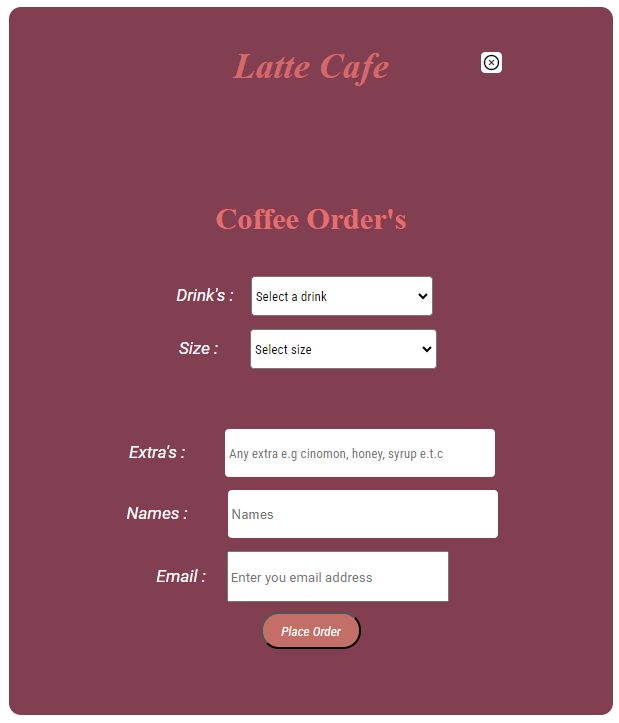 Latte Cafe
Coffee Order's
Drink's : Select a drink
Size : Select size
Extra's : Any extra e.g cinomon, honey, syrup e.t.c
Names : Names
Email : Enter you email address
Place Order